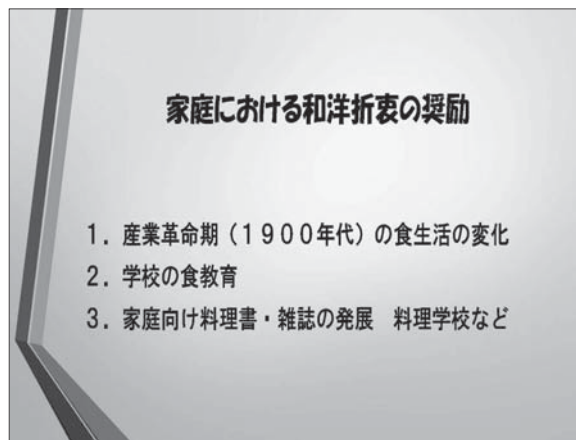 家庭における和洋折衷の奨励
１．産業革命期（１９００年代）の食生活の変化
２．学校の食教育
３．家庭向け料理書・雑誌の発展　料理学校など